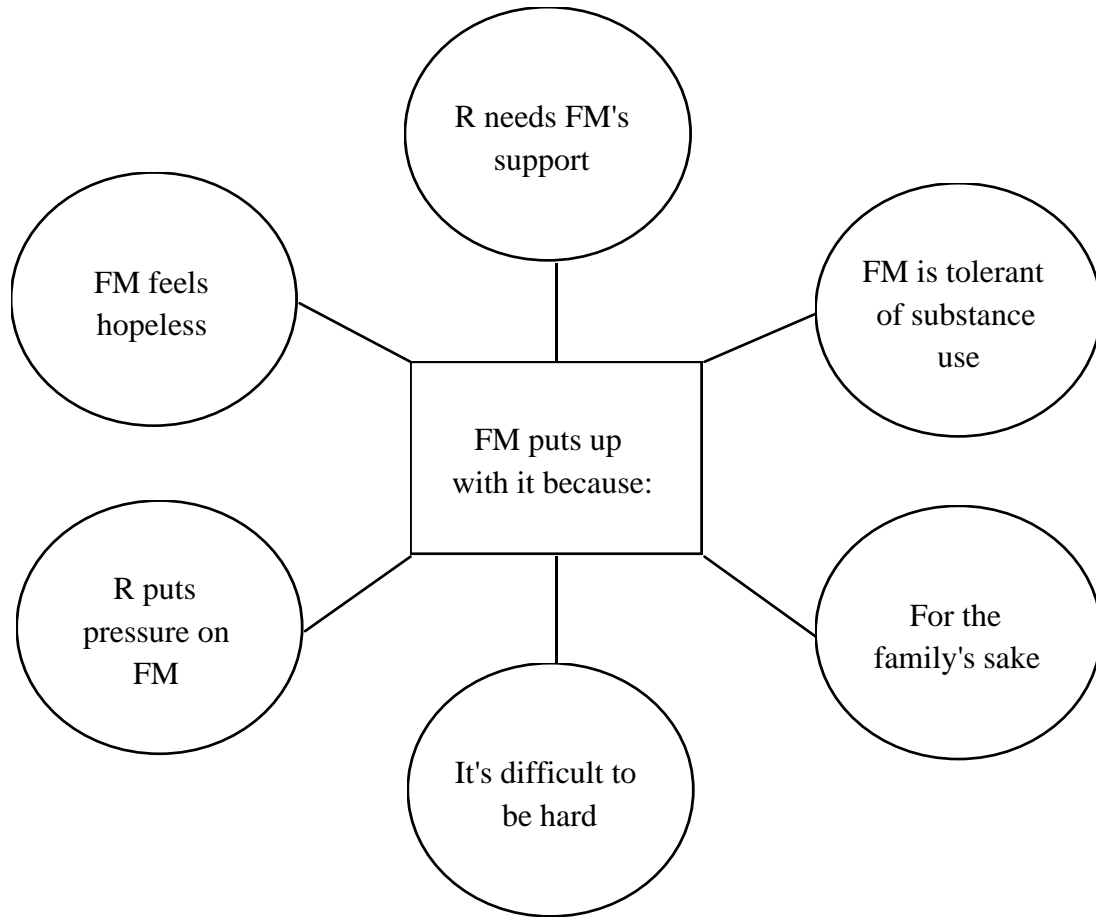 R needs FM's
support
FM feels
hopeless
FM is tolerant
of substance
use
FM puts up
with it because:
R puts
pressure on
FM
For the
family's sake
It's difficult to
be hard